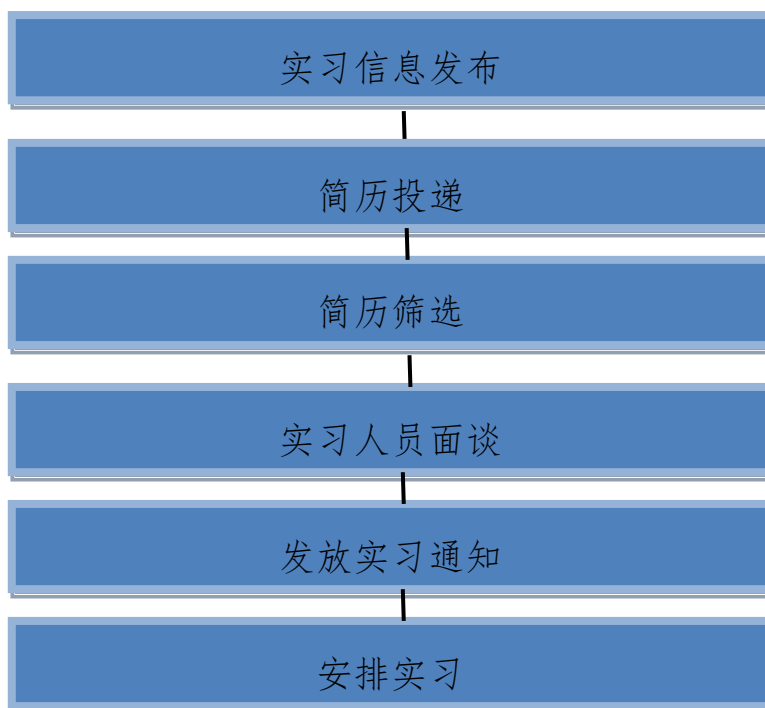 实习信息发布
简历投递
简历筛选
实习人员面谈
发放实习通知
安排实习